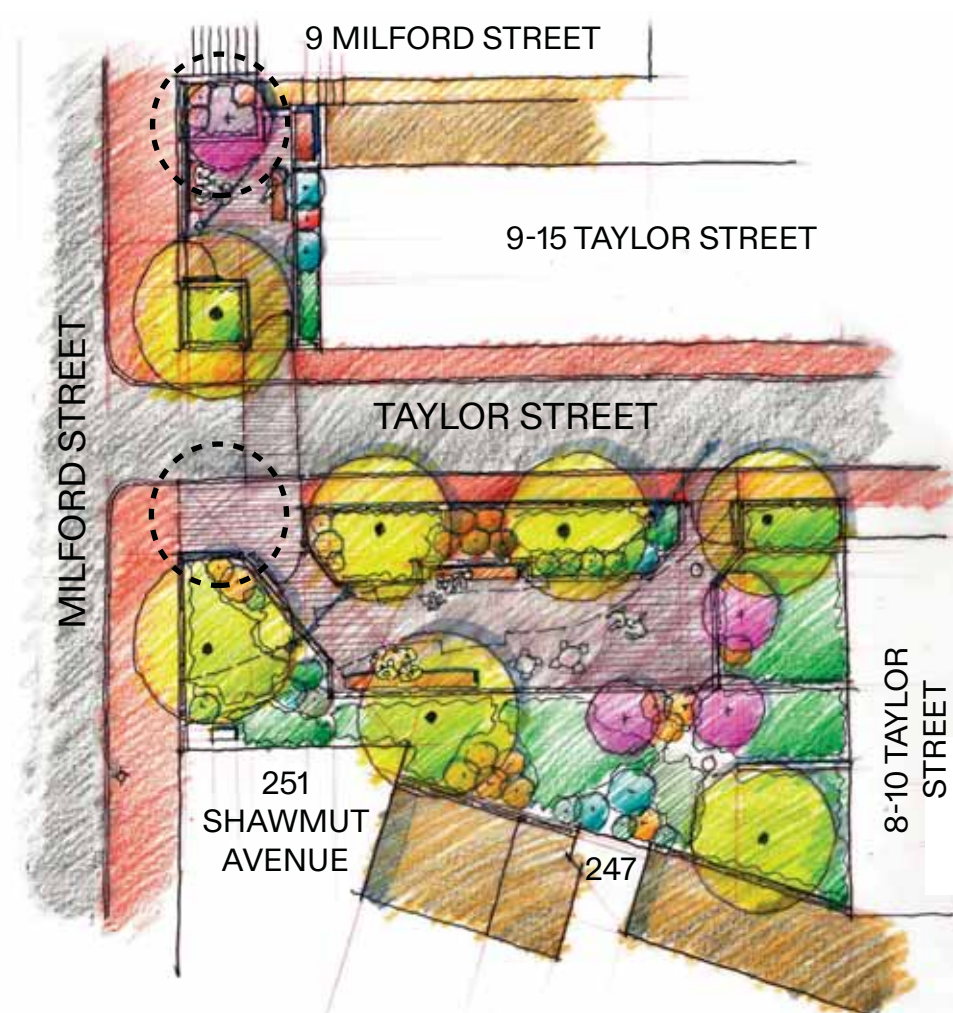 9 MILFORD STREET
9-15 TAYLOR STREET
MILFORD STREET
TAYLOR STREET
8-10 TAYLOR
STREET
251
SHAWMUT
AVENUE
247